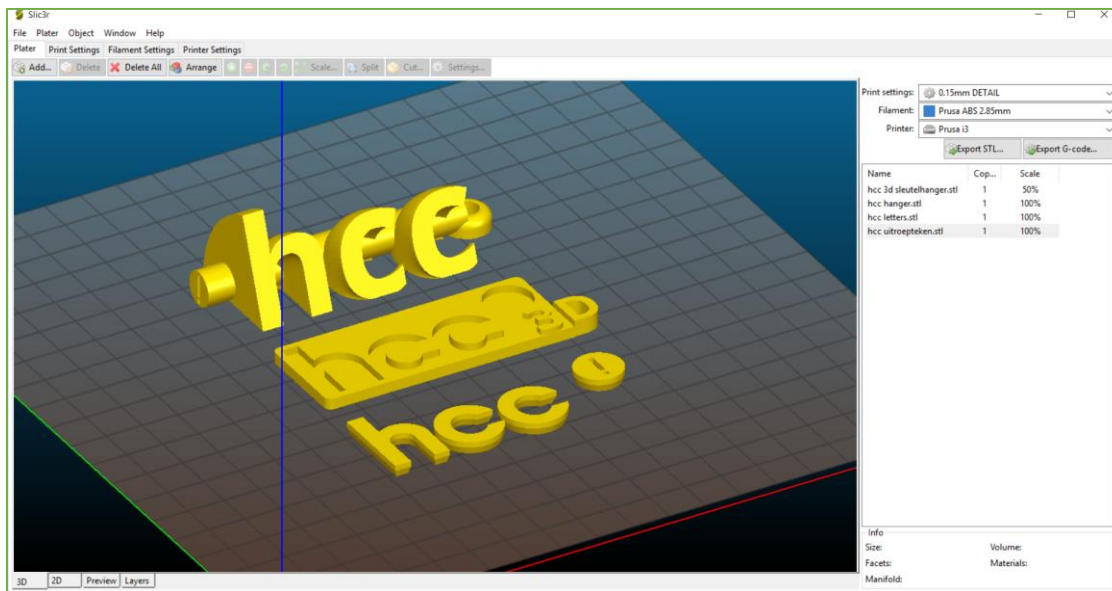 Slic3r
File Plater Object Window Help
Plater Print Settings Filament Settings Printer Settings
Add... Delete Delete All Arrange Scale... Split Cut... Settings...
Print settings: 0.15mm DETAIL
Filament: Prusa ABS 2.85mm
Printer: Prusa i3
Export STL... Export G-code...
Name Cop... Scale
hcc 3d sleutelhanger.stl 1 50%
hcc hanger.stl 1 100%
hcc letters.stl 1 100%
hcc uitroepteken.stl 1 100%
! hcc
hcc 3D
hcc !
Info
Size: Volume:
Facets: Materials:
Manifold:
3D 2D Preview Layers